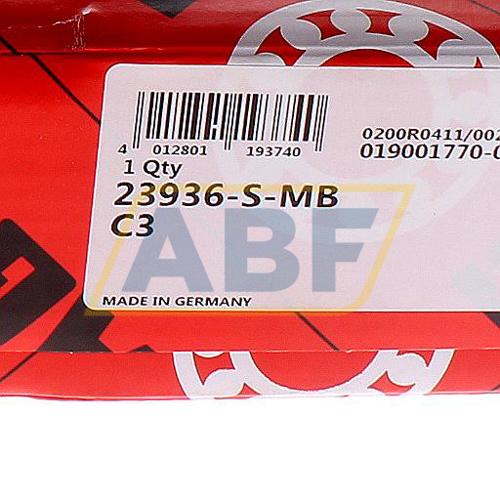 4 012801 193740
0200R0411/002
019001770-0
1 Qty
23936-S-MB
C3
ABF
MADE IN GERMANY